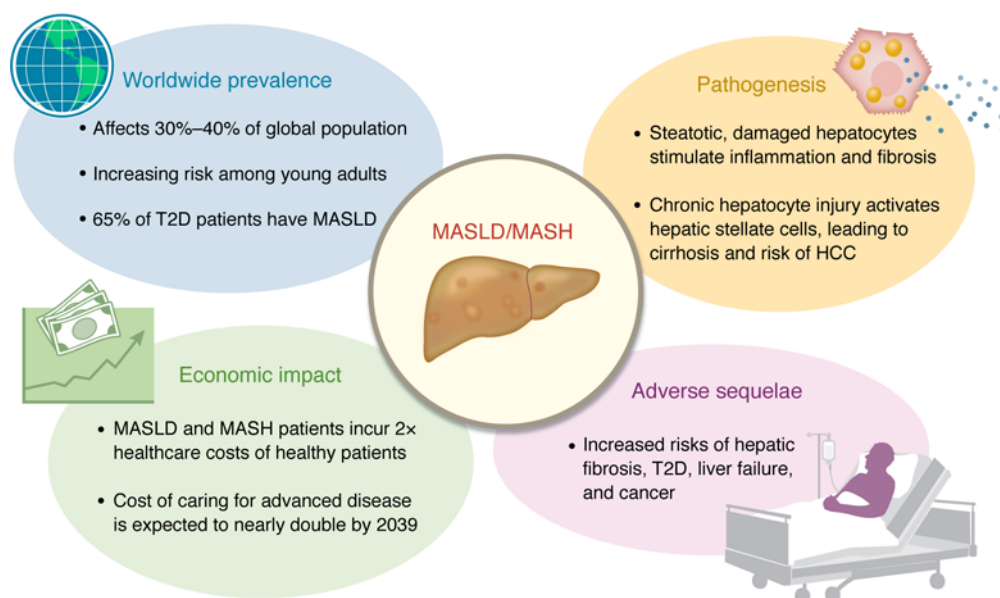 Worldwide prevalence
• Affects 30%–40% of global population
• Increasing risk among young adults
• 65% of T2D patients have MASLD
Pathogenesis
• Steatotic, damaged hepatocytes
stimulate inflammation and fibrosis
• Chronic hepatocyte injury activates
hepatic stellate cells, leading to
cirrhosis and risk of HCC
MASLD/MASH
Economic impact
• MASLD and MASH patients incur 2×
healthcare costs of healthy patients
• Cost of caring for advanced disease
is expected to nearly double by 2039
Adverse sequelae
• Increased risks of hepatic
fibrosis, T2D, liver failure,
and cancer